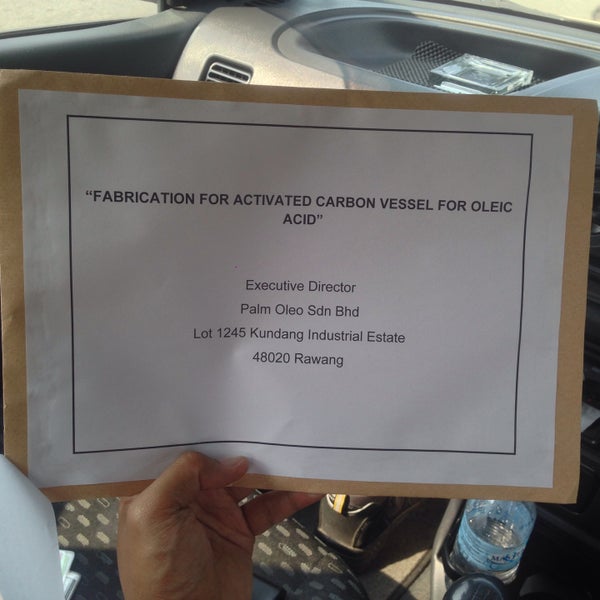 “FABRICATION FOR ACTIVATED CARBON VESSEL FOR OLEIC
ACID”
Executive Director
Palm Oleo Sdn Bhd
Lot 1245 Kundang Industrial Estate
48020 Rawang